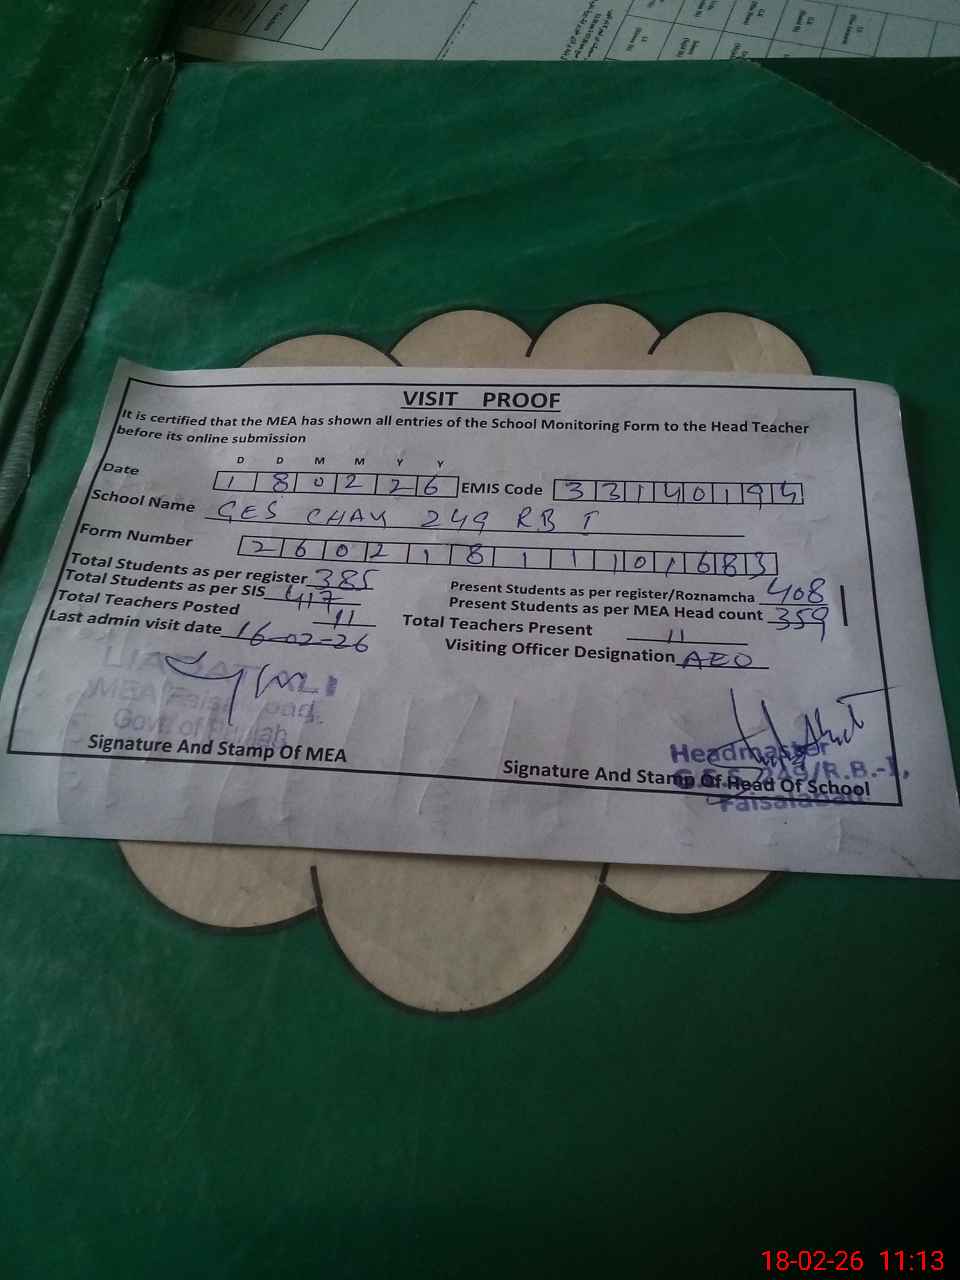 VISIT PROOF
It is certified that the MEA has shown all entries of the School Monitoring Form to the Head Teacher
before its online submission
D D M M Y Y
Date 1 8 0 2 2 6 EMIS Code 3 3 1 4 0 1 9 4
School Name GES CHAK 249 RB I
Form Number 2 6 0 2 1 8 1 1 1 0 1 6 8 3
Total Students as per register 385 Present Students as per register/Roznamcha 408
Total Students as per SIS 417 Present Students as per MEA Head count 359
Total Teachers Posted 11 Total Teachers Present 11
Last admin visit date 16-02-26 Visiting Officer Designation AEO
MEA Faisalabad.
Signature And Stamp Of MEA
Headmaster
G.E.S. 249/R.B.-I,
Faisalabad.
Signature And Stamp Of Head Of School
18-02-26 11:13